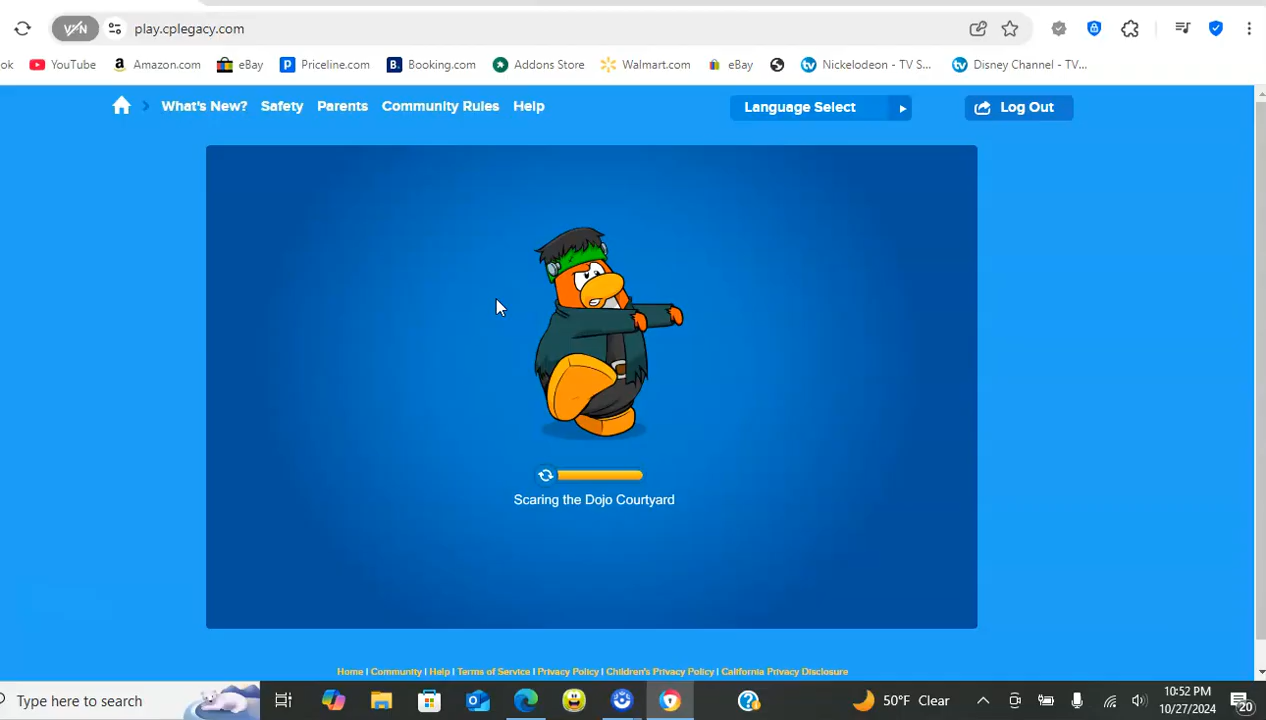 VPN play.cplegacy.com
ok YouTube Amazon.com eBay Priceline.com Booking.com Addons Store Walmart.com eBay Nickelodeon - TV S... Disney Channel - TV...
What's New? Safety Parents Community Rules Help Language Select Log Out
Scaring the Dojo Courtyard
Home | Community | Help | Terms of Service | Privacy Policy | Children's Privacy Policy | California Privacy Disclosure
Type here to search 50°F Clear 10:52 PM
10/27/2024 20